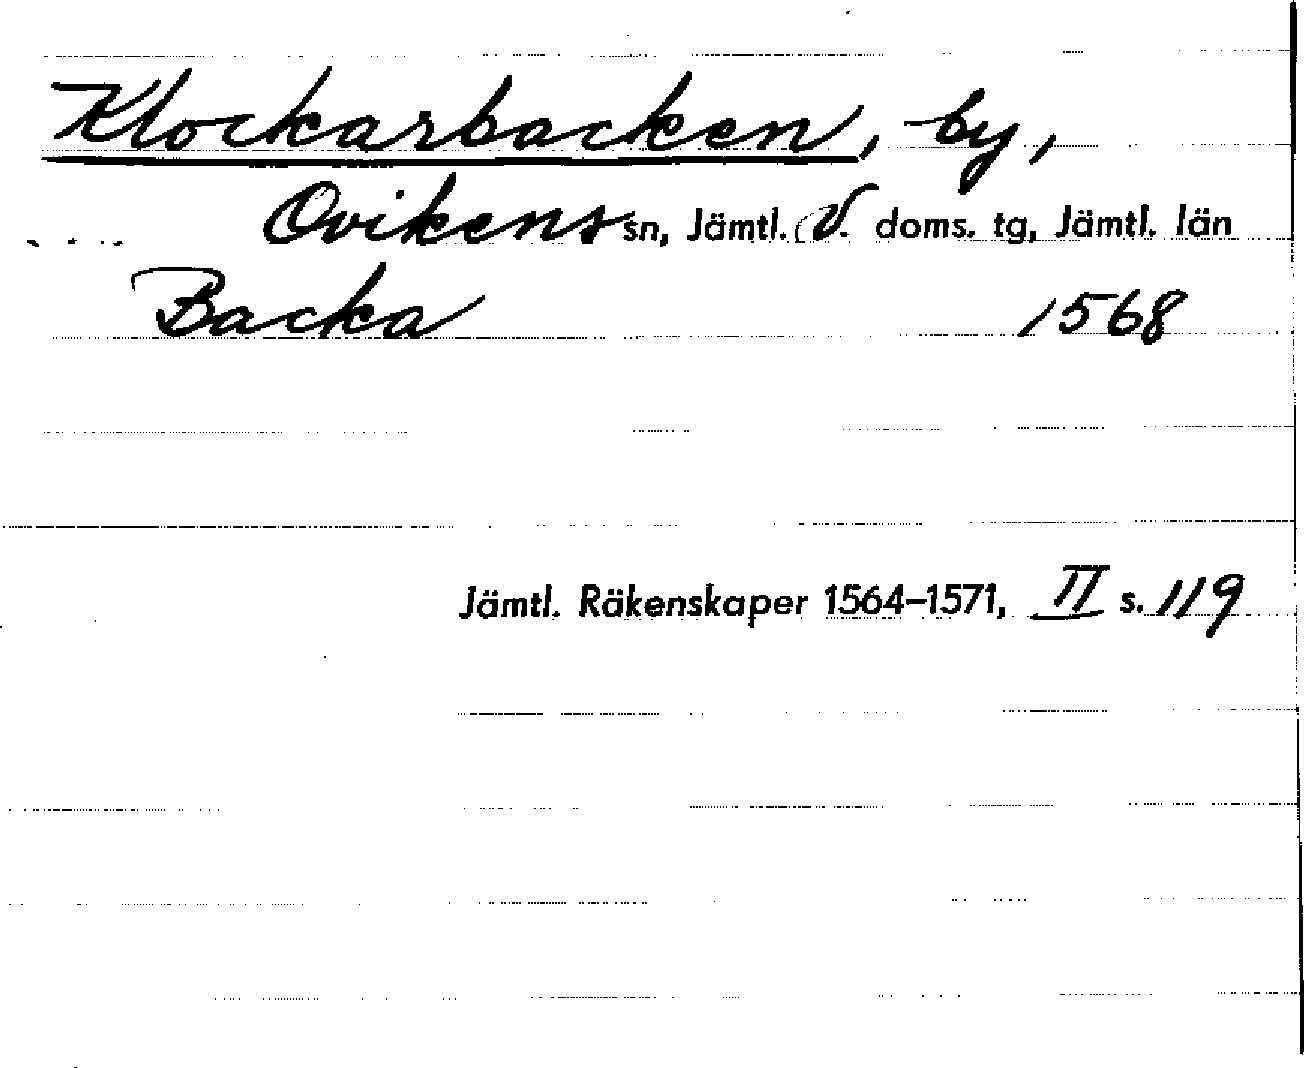 Klockarbacken, by,
Ovikens sn, Jämtl. V. doms. tg, Jämtl. län
Backa 1568
Jämtl. Räkenskaper 1564–1571, II s. 119